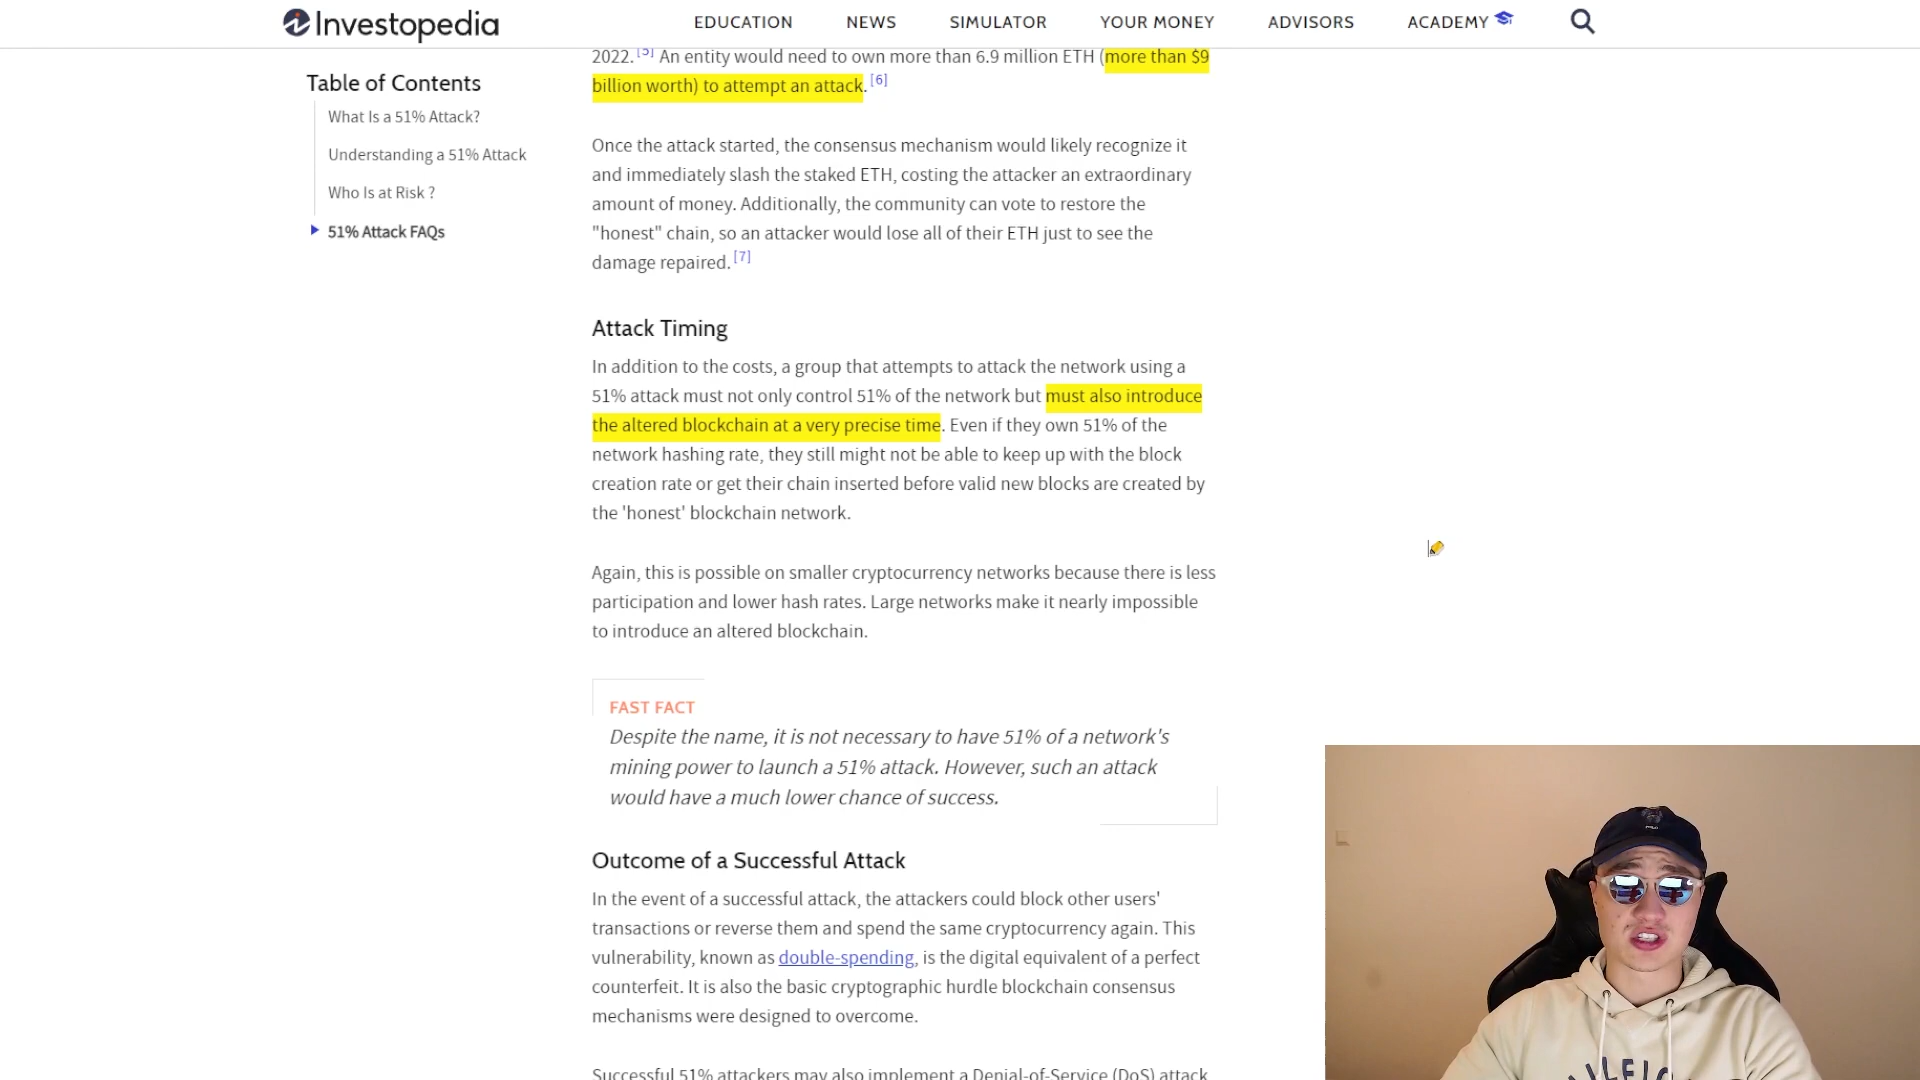 Investopedia
EDUCATION
NEWS
SIMULATOR
YOUR MONEY
ADVISORS
ACADEMY
Table of Contents
What Is a 51% Attack?
Understanding a 51% Attack
Who Is at Risk ?
51% Attack FAQs
2022. [5] An entity would need to own more than 6.9 million ETH (more than $9
billion worth) to attempt an attack. [6]
Once the attack started, the consensus mechanism would likely recognize it
and immediately slash the staked ETH, costing the attacker an extraordinary
amount of money. Additionally, the community can vote to restore the
"honest" chain, so an attacker would lose all of their ETH just to see the
damage repaired. [7]
Attack Timing
In addition to the costs, a group that attempts to attack the network using a
51% attack must not only control 51% of the network but must also introduce
the altered blockchain at a very precise time. Even if they own 51% of the
network hashing rate, they still might not be able to keep up with the block
creation rate or get their chain inserted before valid new blocks are created by
the 'honest' blockchain network.
Again, this is possible on smaller cryptocurrency networks because there is less
participation and lower hash rates. Large networks make it nearly impossible
to introduce an altered blockchain.
FAST FACT
Despite the name, it is not necessary to have 51% of a network's
mining power to launch a 51% attack. However, such an attack
would have a much lower chance of success.
Outcome of a Successful Attack
In the event of a successful attack, the attackers could block other users'
transactions or reverse them and spend the same cryptocurrency again. This
vulnerability, known as double-spending, is the digital equivalent of a perfect
counterfeit. It is also the basic cryptographic hurdle blockchain consensus
mechanisms were designed to overcome.
Successful 51% attackers may also implement a Denial-of-Service (DoS) attack